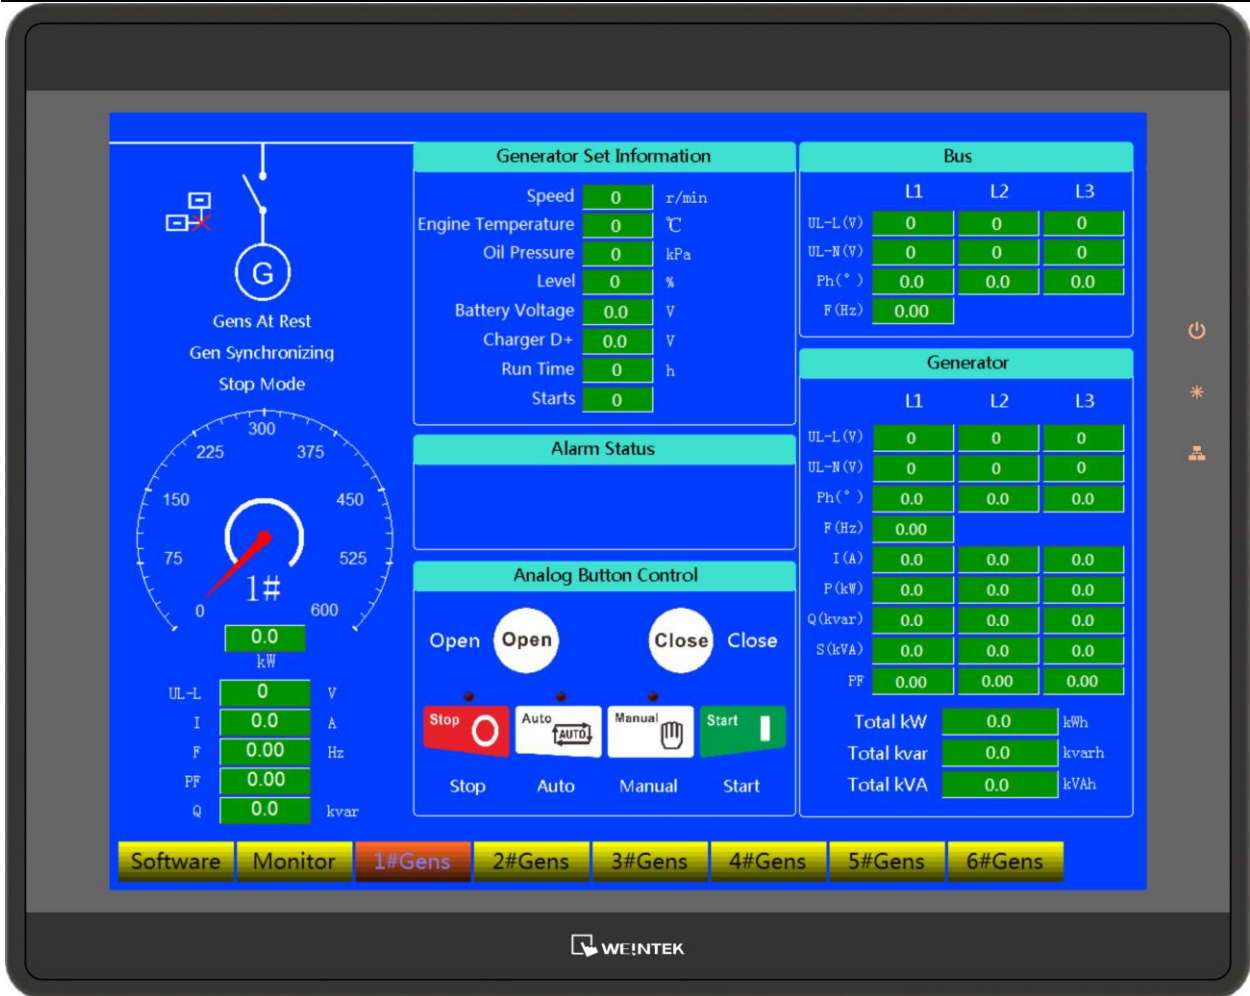 G
Gens At Rest
Gen Synchronizing
Stop Mode
0 75 150 225 300 375 450 525 600
1#
0.0
kW
UL-L 0 V
I 0.0 A
F 0.00 Hz
PF 0.00
Q 0.0 kvar
Generator Set Information
Speed 0 r/min
Engine Temperature 0 ℃
Oil Pressure 0 kPa
Level 0 %
Battery Voltage 0.0 V
Charger D+ 0.0 V
Run Time 0 h
Starts 0
Alarm Status
Analog Button Control
Open Open Close Close
Stop Auto AUTO Manual Start
Stop Auto Manual Start
Bus
L1 L2 L3
UL-L(V) 0 0 0
UL-N(V) 0 0 0
Ph(°) 0.0 0.0 0.0
F(Hz) 0.00
Generator
L1 L2 L3
UL-L(V) 0 0 0
UL-N(V) 0 0 0
Ph(°) 0.0 0.0 0.0
F(Hz) 0.00
I(A) 0.0 0.0 0.0
P(kW) 0.0 0.0 0.0
Q(kvar) 0.0 0.0 0.0
S(kVA) 0.0 0.0 0.0
PF 0.00 0.00 0.00
Total kW 0.0 kWh
Total kvar 0.0 kvarh
Total kVA 0.0 kVAh
Software Monitor 1#Gens 2#Gens 3#Gens 4#Gens 5#Gens 6#Gens
WE!NTEK